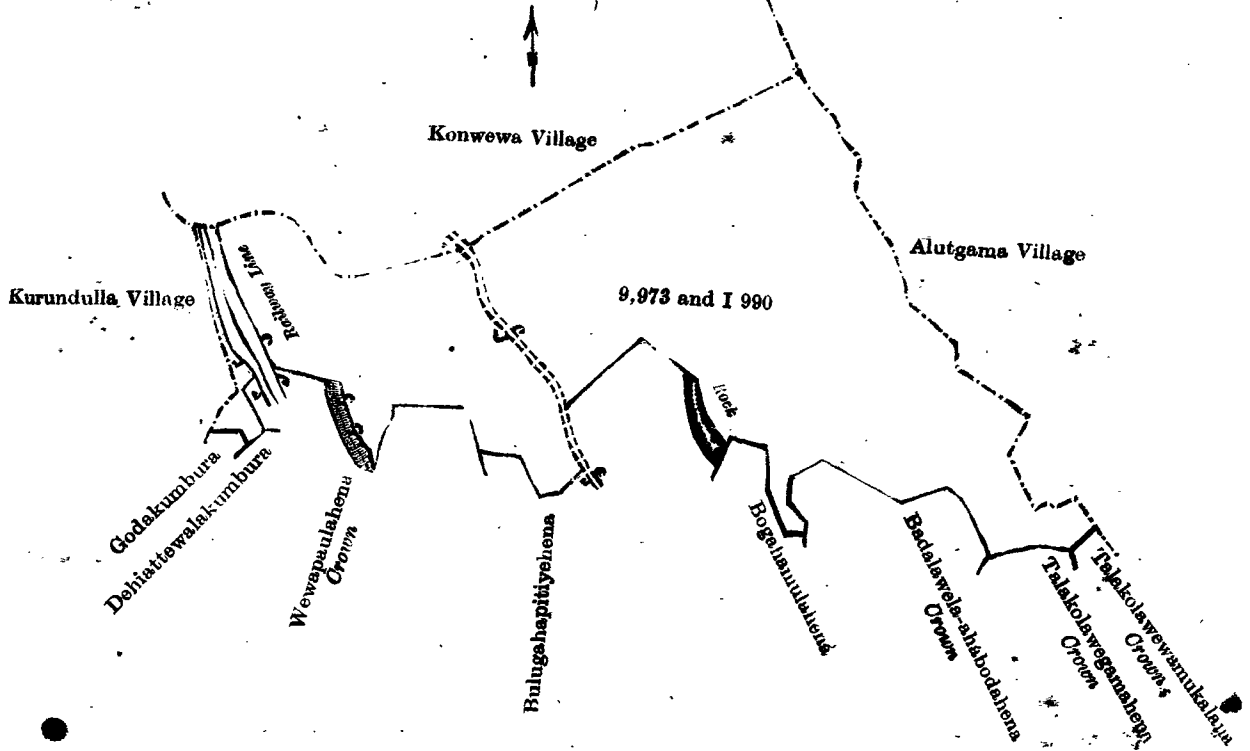 Konwewa Village
Alutgama Village
Kurundulla Village
Railway Line
9,973 and I 990
Rock
Godakumbura
Dehiattewalakumbura
Wewapaulahena
Crown
Bulugahapitiyehena
Bogahamulahena
Badalawela-ahabodahena
Crown
Talakolawegamahena
Crown
Talakolawewamukalana
Crown